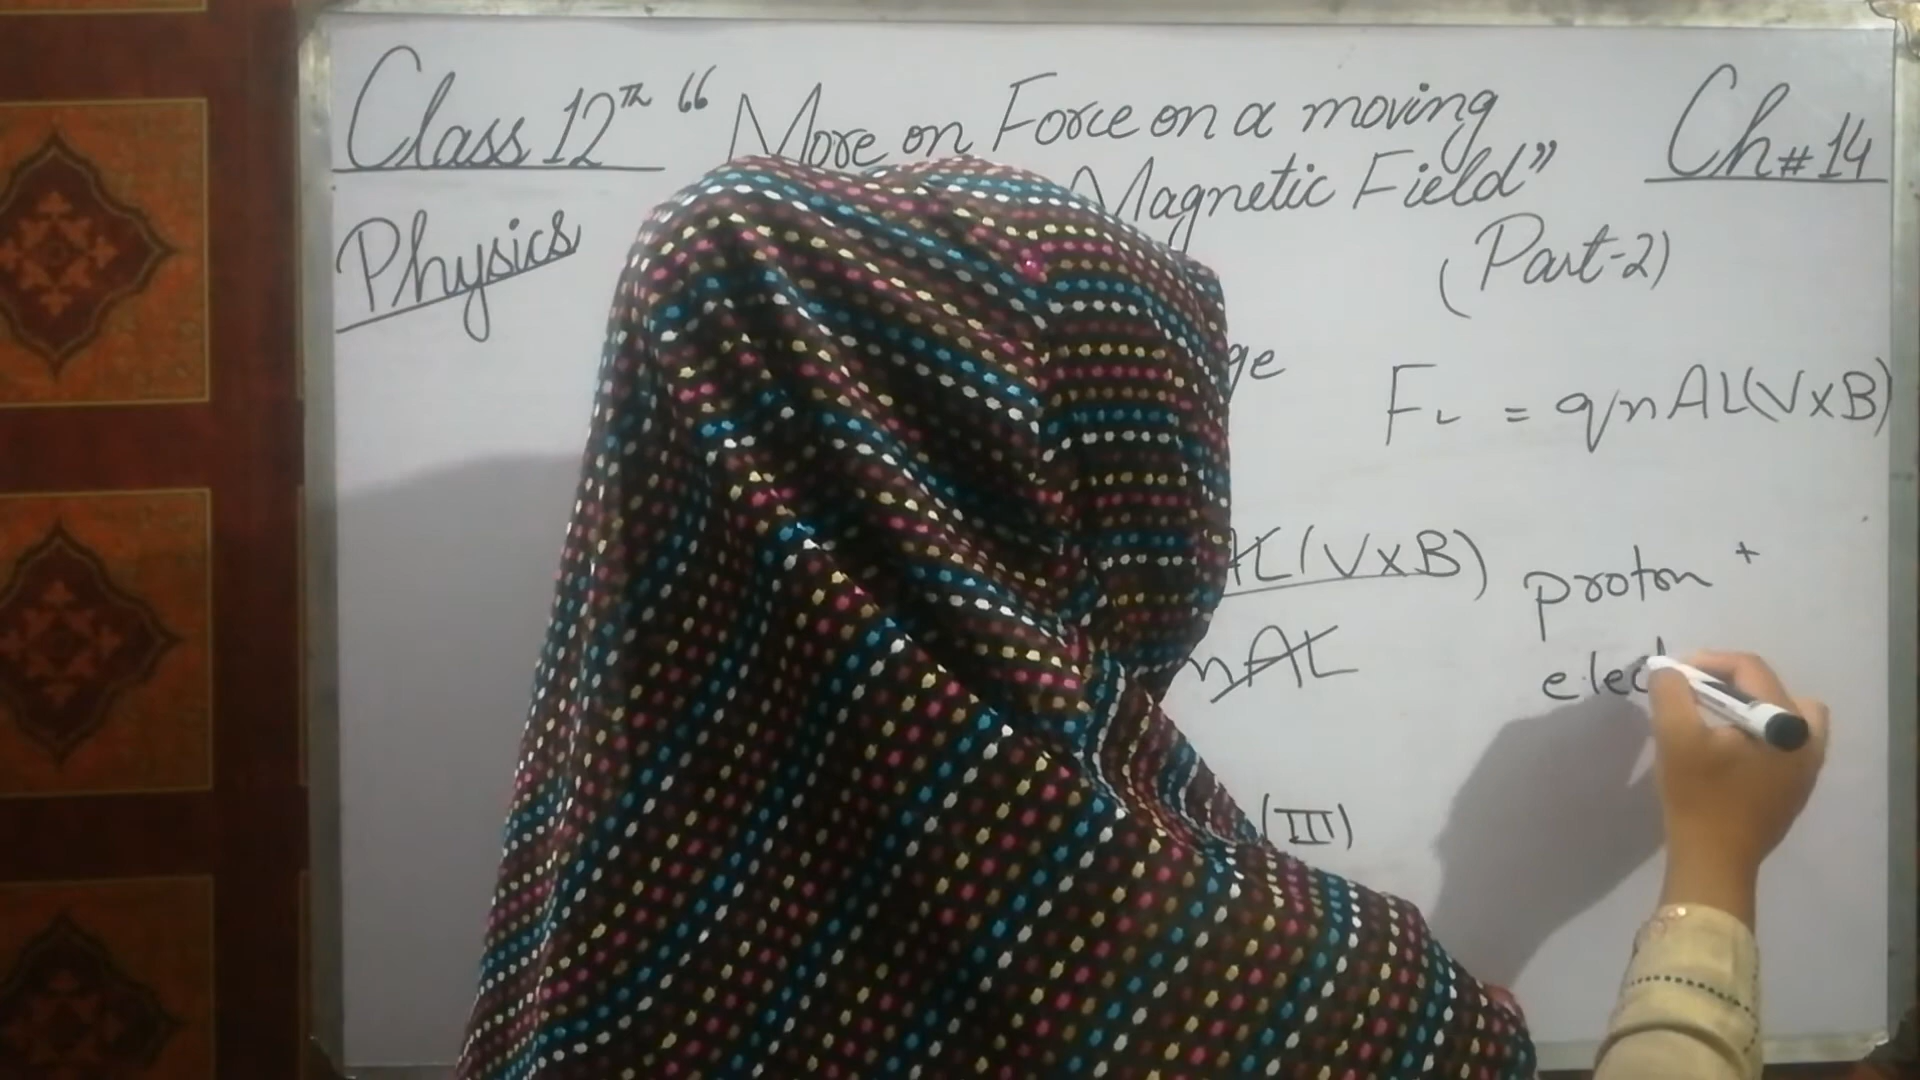 Class 12TH “ More on Force on a moving
Magnetic Field”
Ch#14
Physics
(Part-2)
FL = qnAL(VxB)
AL(VxB)
proton +
nAL
elec
(III)